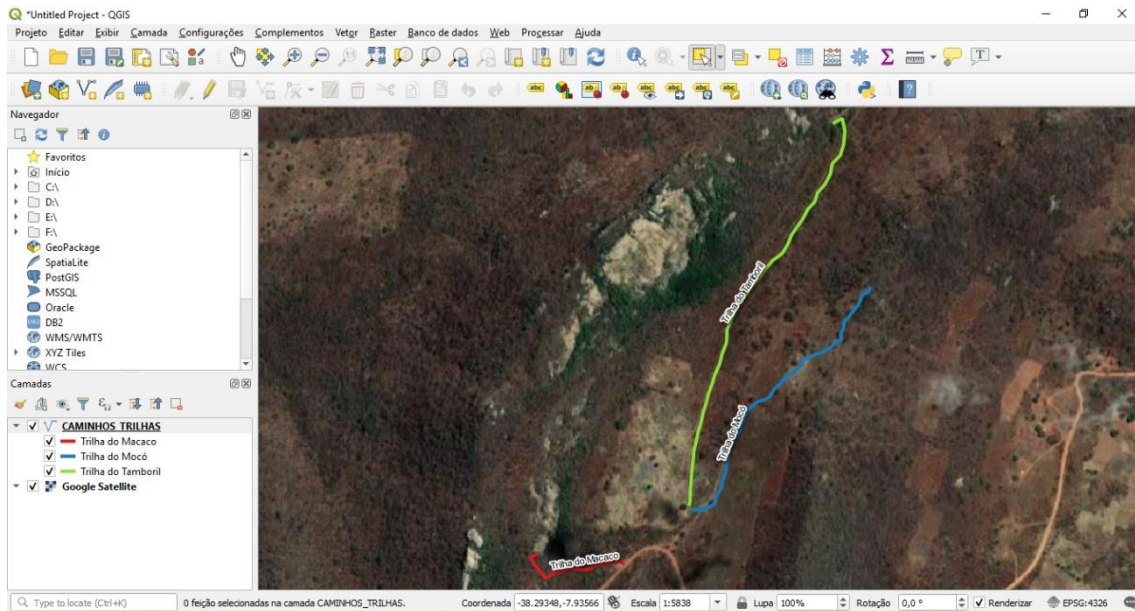 *Untitled Project - QGIS
Projeto Editar Exibir Camada Configurações Complementos Vetor Raster Banco de dados Web Processar Ajuda
Navegador
Favoritos
Início
C:\
D:\
E:\
F:\
GeoPackage
SpatiaLite
PostGIS
MSSQL
Oracle
DB2
WMS/WMTS
XYZ Tiles
WCS
Camadas
CAMINHOS_TRILHAS
Trilha do Macaco
Trilha do Mocó
Trilha do Tamboril
Google Satellite
Trilha do Tamboril
Trilha do Mocó
Trilha do Macaco
Type to locate (Ctrl+K) 0 feição selecionadas na camada CAMINHOS_TRILHAS. Coordenada -38.29348,-7.93566 Escala 1:5838 Lupa 100% Rotação 0,0 ° Renderizar EPSG:4326